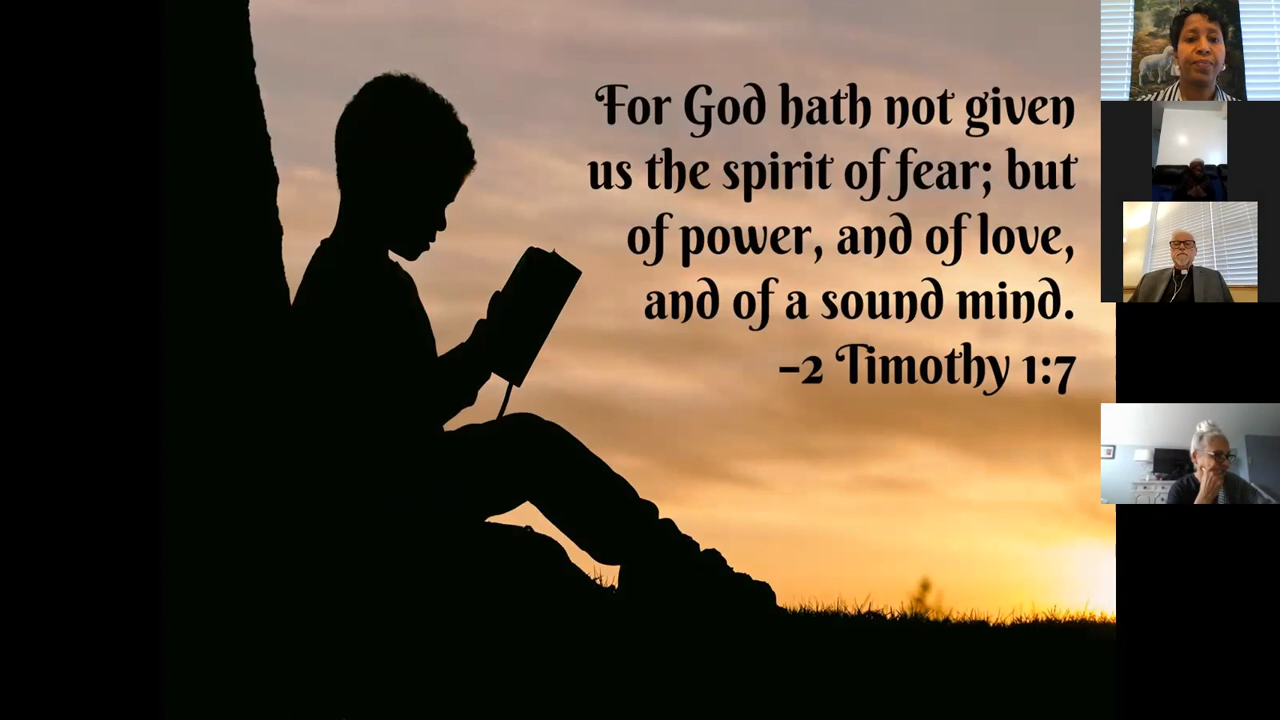 For God hath not given
us the spirit of fear; but
of power, and of love,
and of a sound mind.
–2 Timothy 1:7